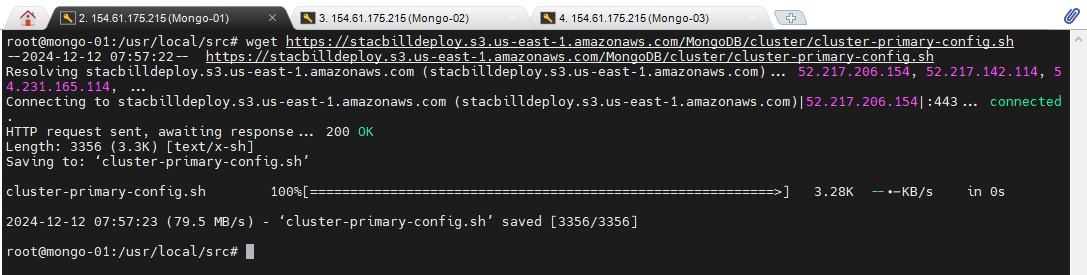 2. 154.61.175.215 (Mongo-01)
3. 154.61.175.215 (Mongo-02)
4. 154.61.175.215 (Mongo-03)
root@mongo-01:/usr/local/src# wget https://stacbilldeploy.s3.us-east-1.amazonaws.com/MongoDB/cluster/cluster-primary-config.sh
--2024-12-12 07:57:22-- https://stacbilldeploy.s3.us-east-1.amazonaws.com/MongoDB/cluster/cluster-primary-config.sh
Resolving stacbilldeploy.s3.us-east-1.amazonaws.com (stacbilldeploy.s3.us-east-1.amazonaws.com)... 52.217.206.154, 52.217.142.114, 5
4.231.165.114, ...
Connecting to stacbilldeploy.s3.us-east-1.amazonaws.com (stacbilldeploy.s3.us-east-1.amazonaws.com)|52.217.206.154|:443... connected
.
HTTP request sent, awaiting response... 200 OK
Length: 3356 (3.3K) [text/x-sh]
Saving to: ‘cluster-primary-config.sh’
cluster-primary-config.sh 100%[==========================================================>] 3.28K --.-KB/s in 0s
2024-12-12 07:57:23 (79.5 MB/s) - ‘cluster-primary-config.sh’ saved [3356/3356]
root@mongo-01:/usr/local/src#